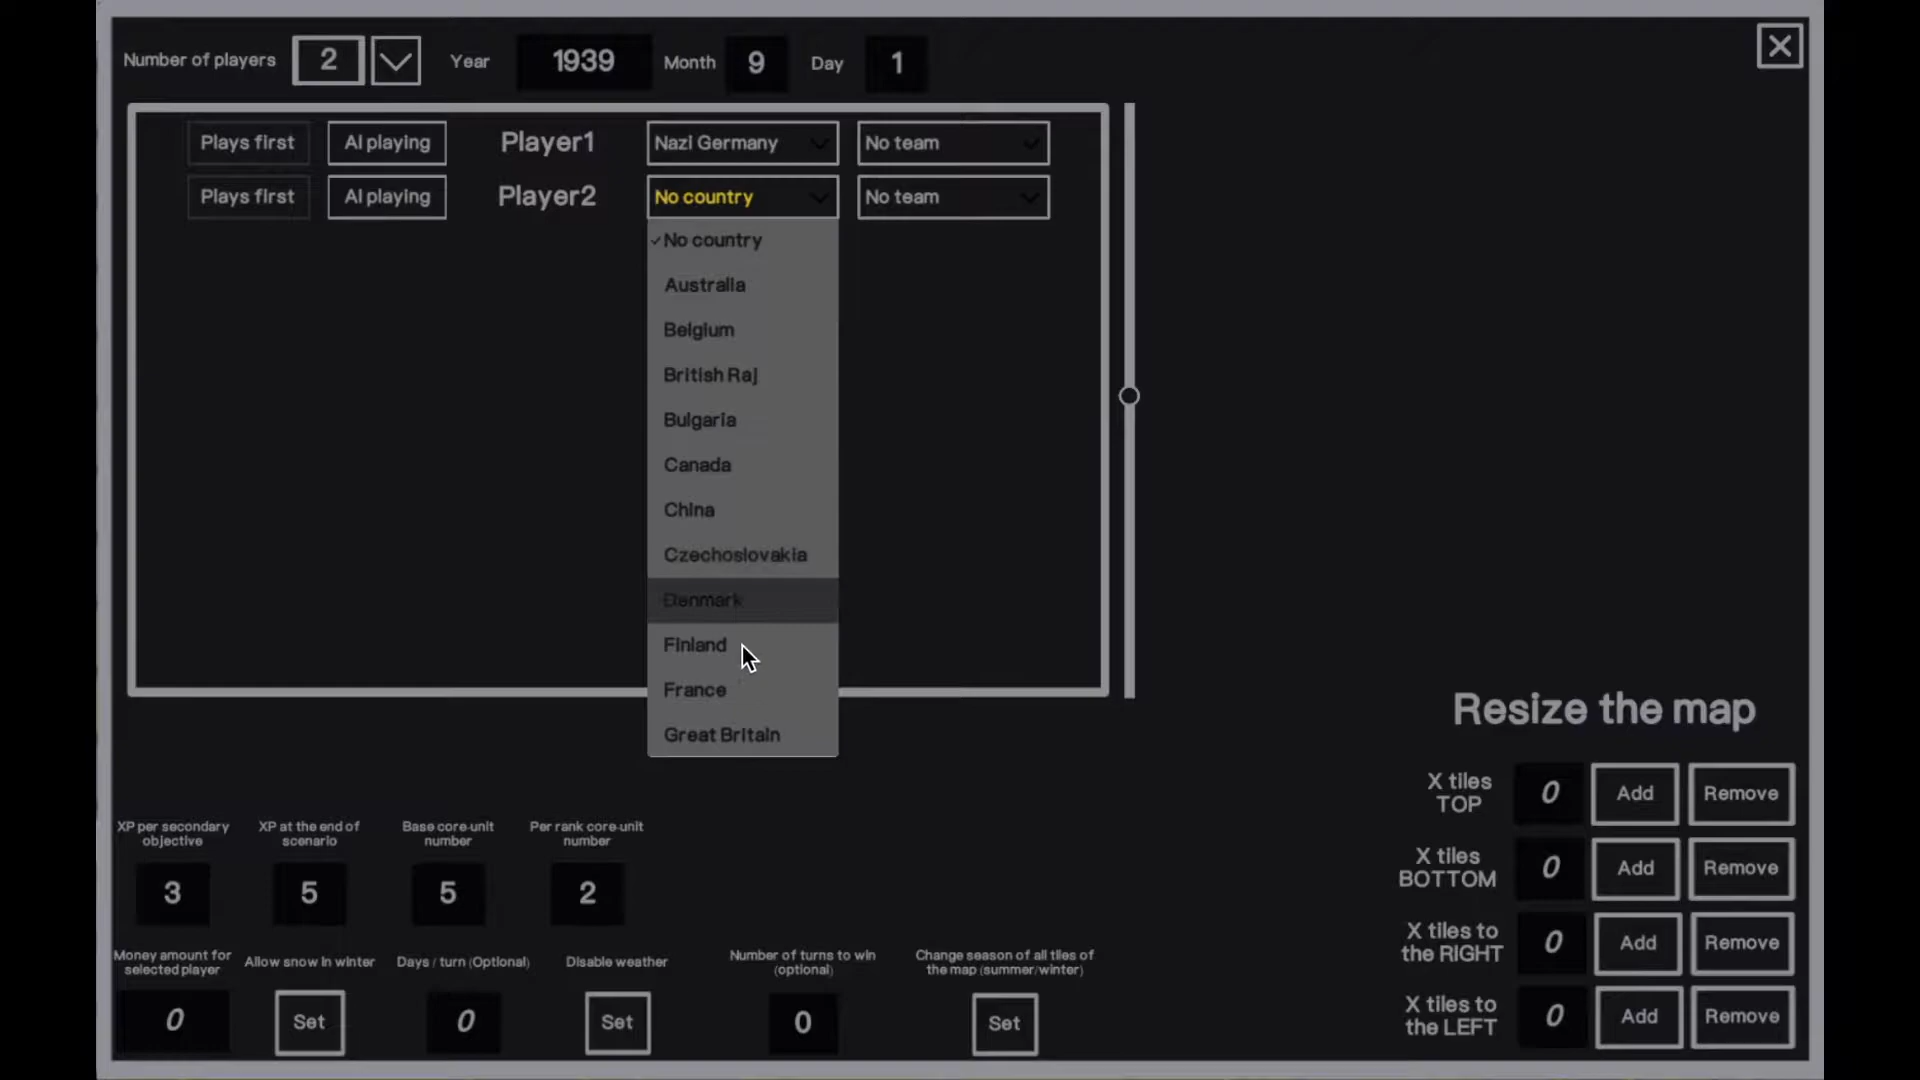 Number of players 2 Year 1939 Month 9 Day 1
Plays first AI playing Player1 Nazi Germany No team
Plays first AI playing Player2 No country No team
No country
Australia
Belgium
British Raj
Bulgaria
Canada
China
Czechoslovakia
Denmark
Finland
France
Great Britain
Resize the map
X tiles
TOP
0 Add Remove
X tiles
BOTTOM
0 Add Remove
X tiles to
the RIGHT
0 Add Remove
X tiles to
the LEFT
0 Add Remove
XP per secondary
objective
3
XP at the end of
scenario
5
Base core-unit
number
5
Per rank core-unit
number
2
Money amount for
selected player
0
Allow snow in winter
Set
Days / turn (Optional)
0
Disable weather
Set
Number of turns to win
(optional)
0
Change season of all tiles of
the map (summer/winter)
Set